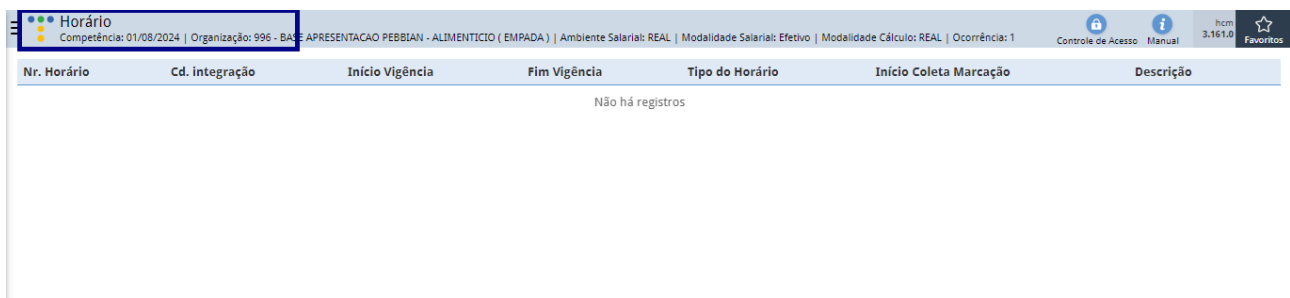 Horário
Competência: 01/08/2024 | Organização: 996 - BASE APRESENTACAO PEBBIAN - ALIMENTICIO ( EMPADA ) | Ambiente Salarial: REAL | Modalidade Salarial: Efetivo | Modalidade Cálculo: REAL | Ocorrência: 1
Controle de Acesso
Manual
hcm
3.161.0
Favoritos
Nr. Horário Cd. integração Início Vigência Fim Vigência Tipo do Horário Início Coleta Marcação Descrição
Não há registros